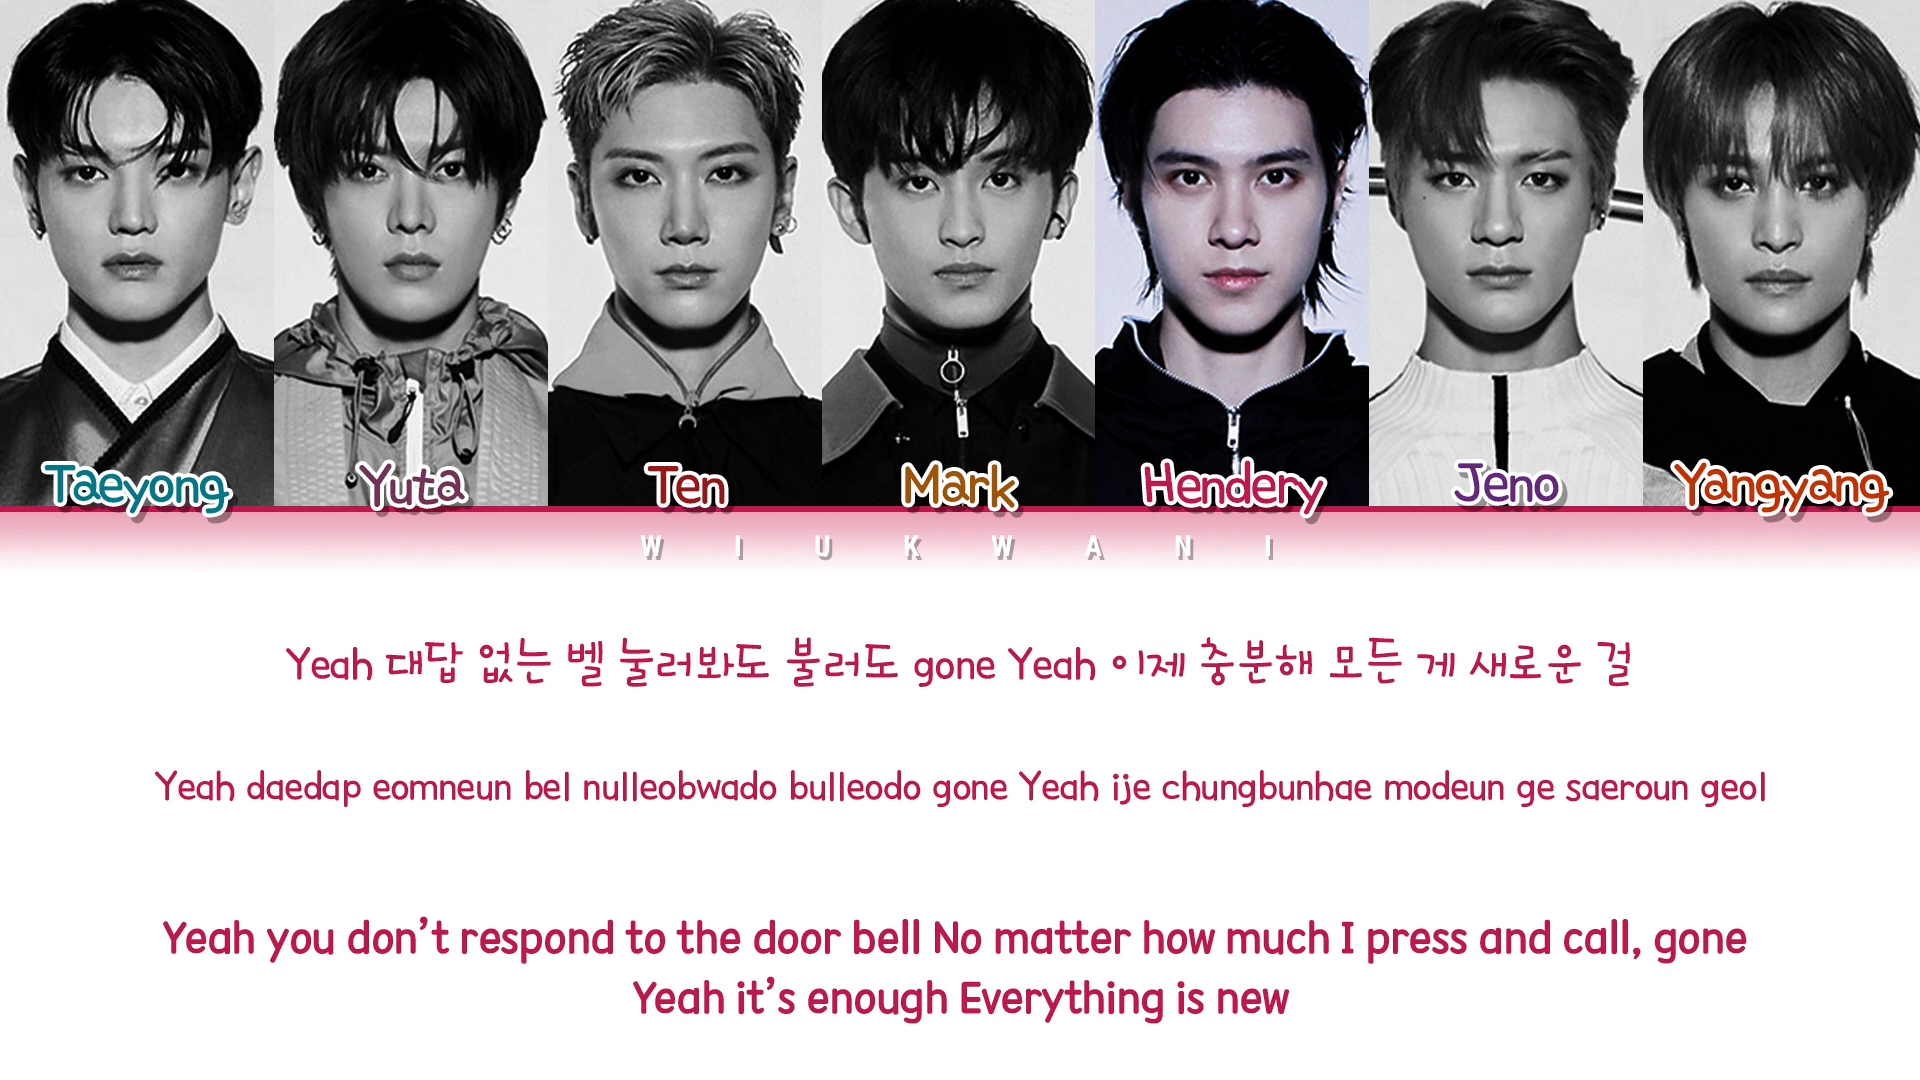 Taeyong Yuta Ten Mark Hendery Jeno Yangyang
WIUKWANI
Yeah 대답 없는 벨 눌러봐도 불러도 gone Yeah 이제 충분해 모든 게 새로운 걸
Yeah daedap eomneun bel nulleobwado bulleodo gone Yeah ije chungbunhae modeun ge saeroun geol
Yeah you don’t respond to the door bell No matter how much I press and call, gone
Yeah it’s enough Everything is new